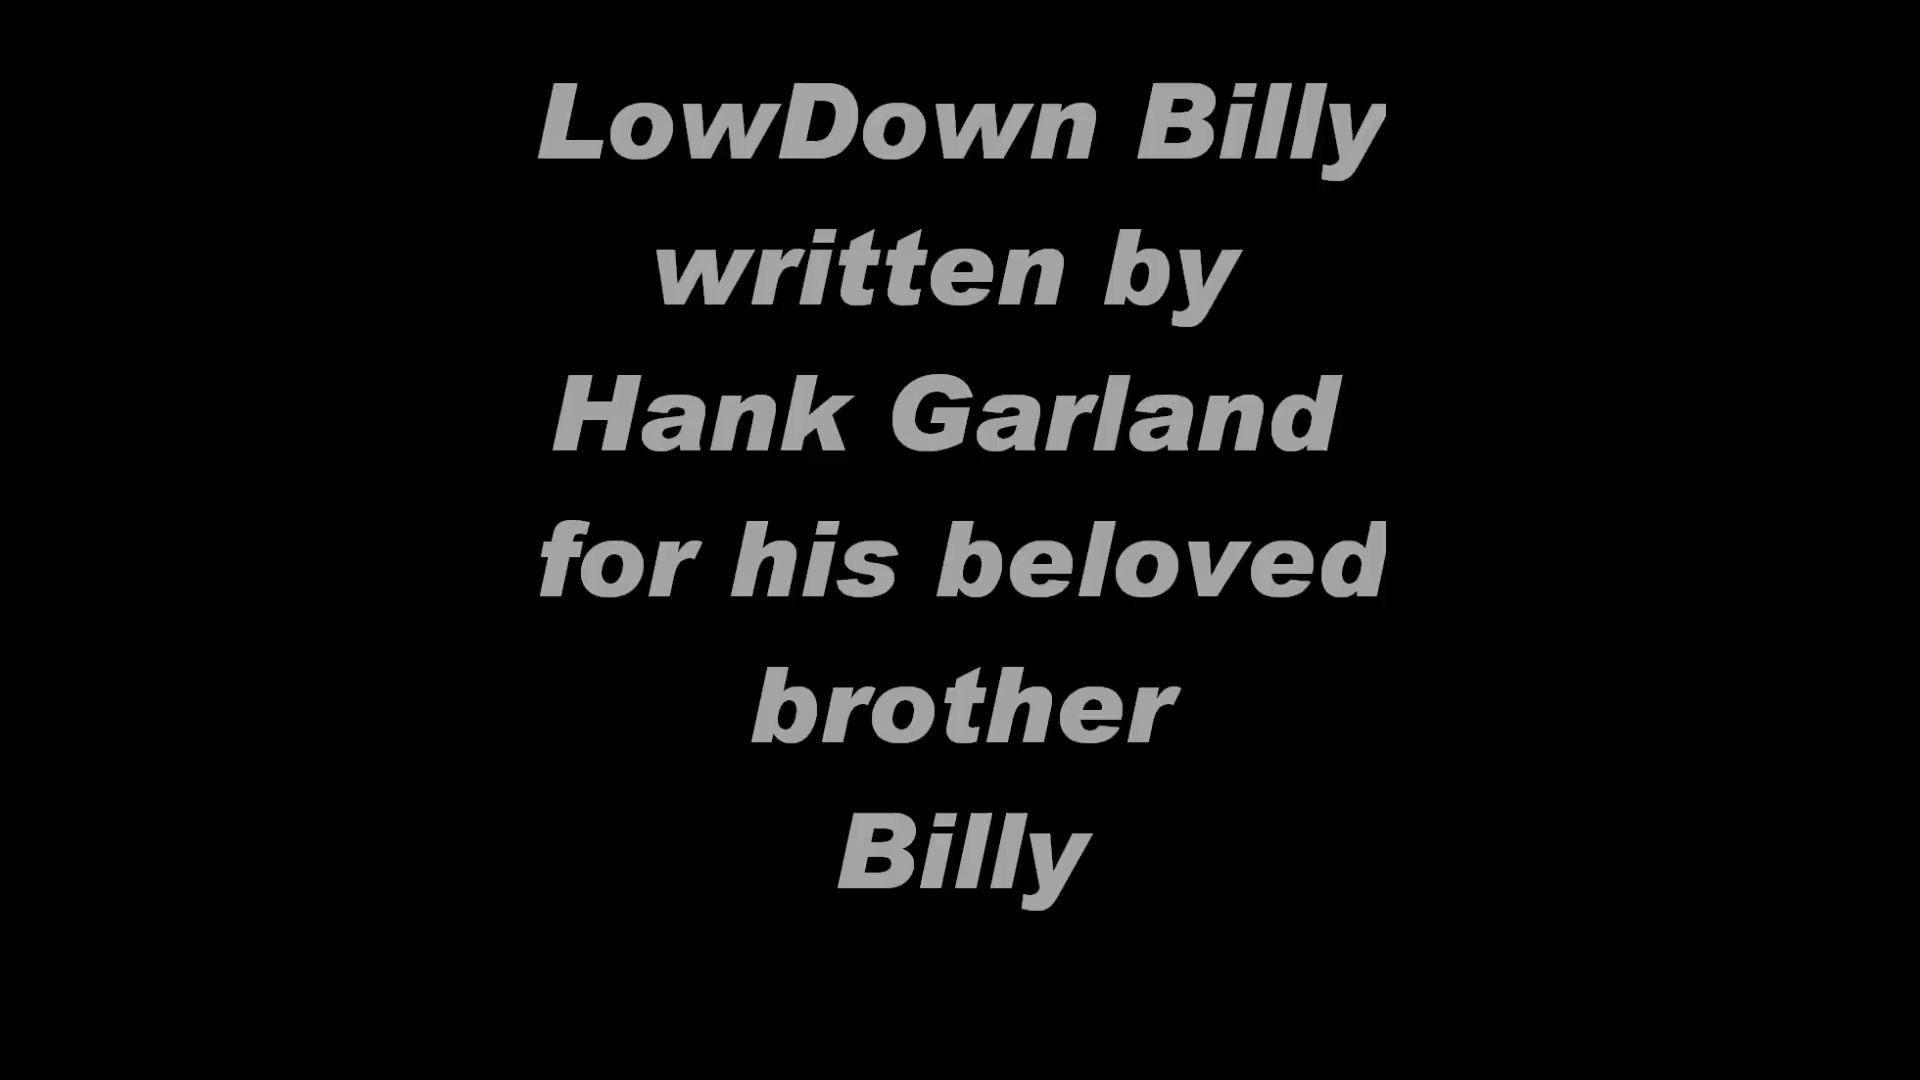 LowDown Billy
written by
Hank Garland
for his beloved
brother
Billy